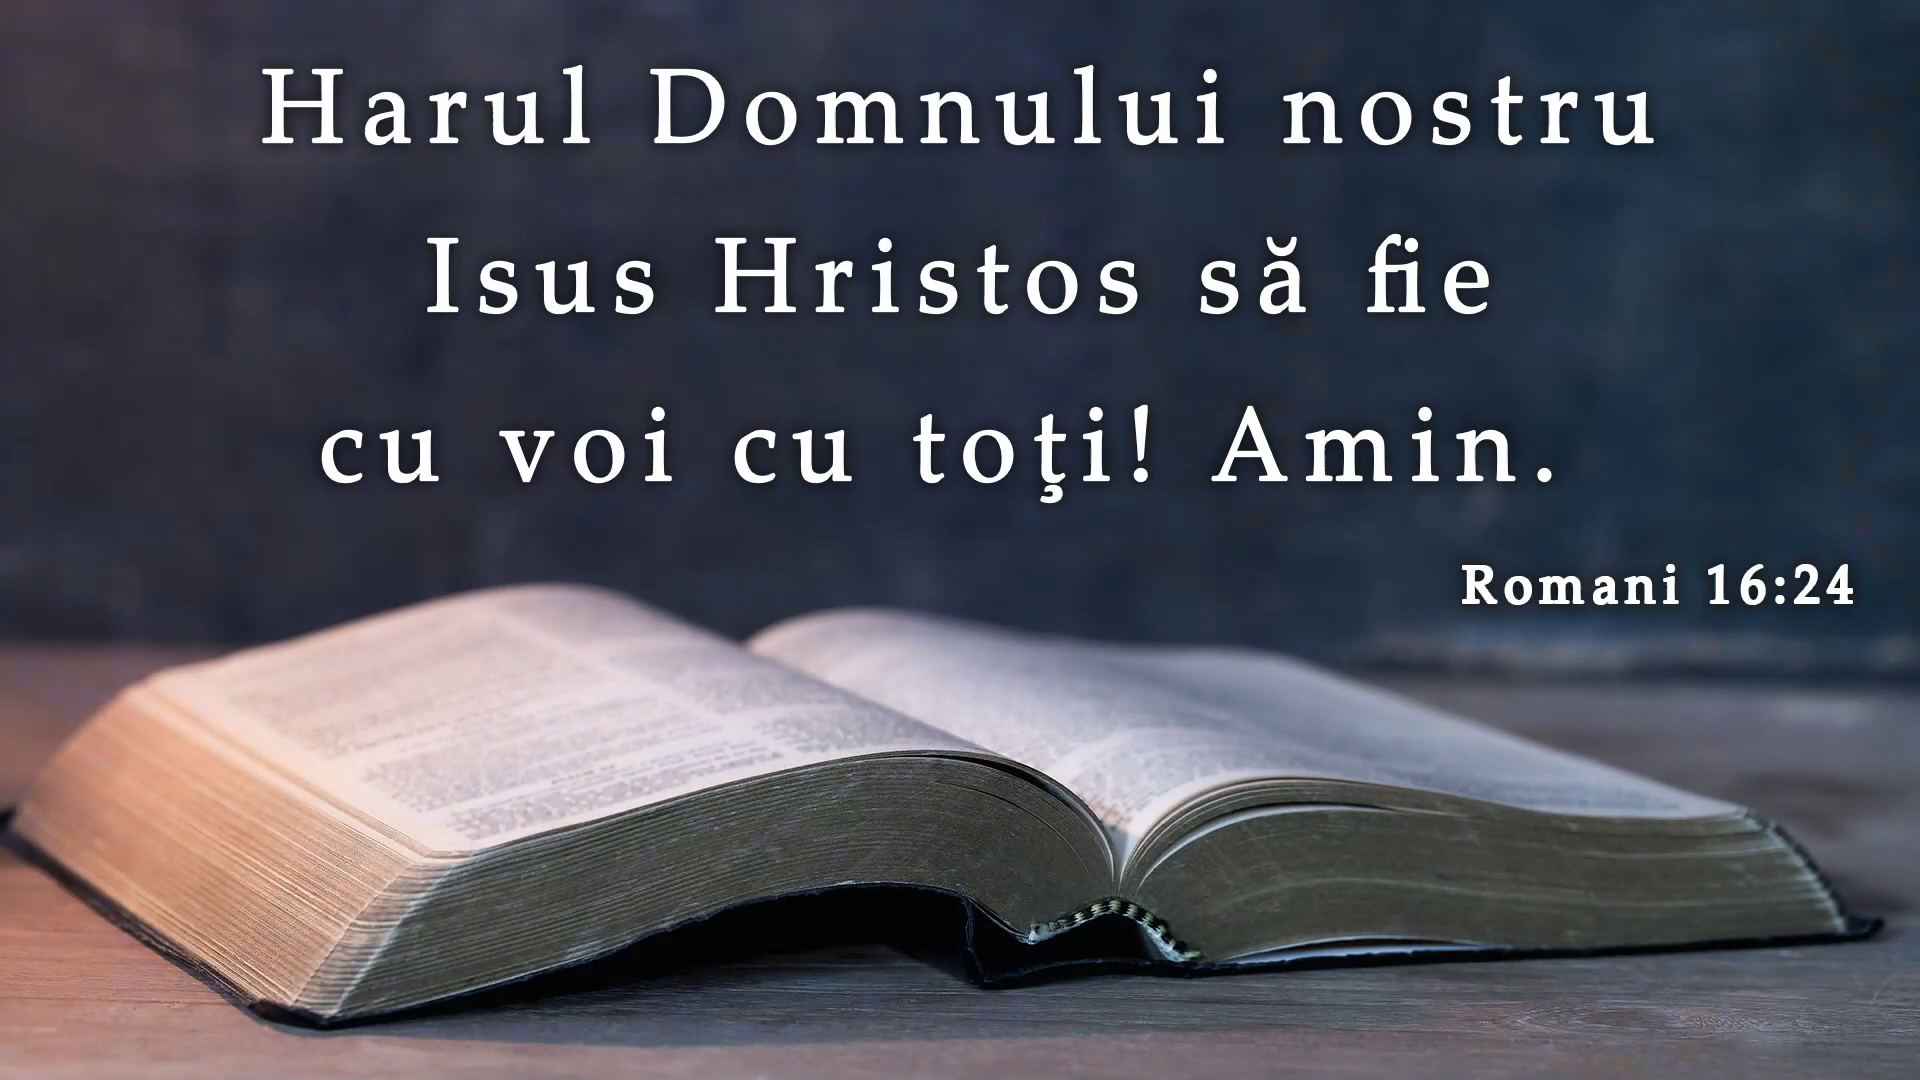 Harul Domnului nostru
Isus Hristos să fie
cu voi cu toţi! Amin.
Romani 16:24